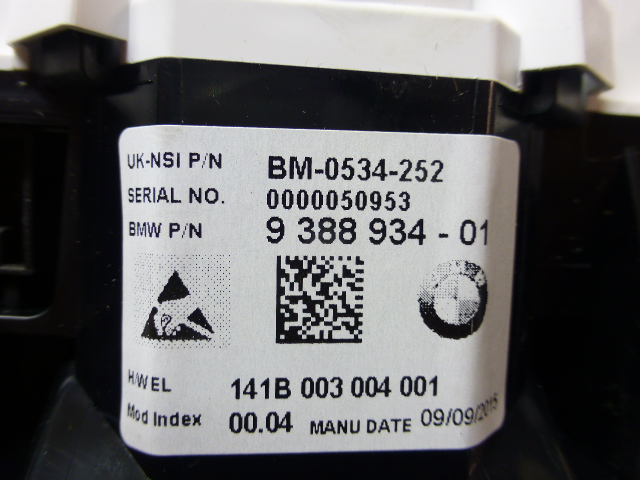 UK-NSI P/N BM-0534-252
SERIAL NO. 0000050953
BMW P/N 9 388 934 - 01
H/W EL 141B 003 004 001
Mod Index 00.04 MANU DATE 09/09/2015